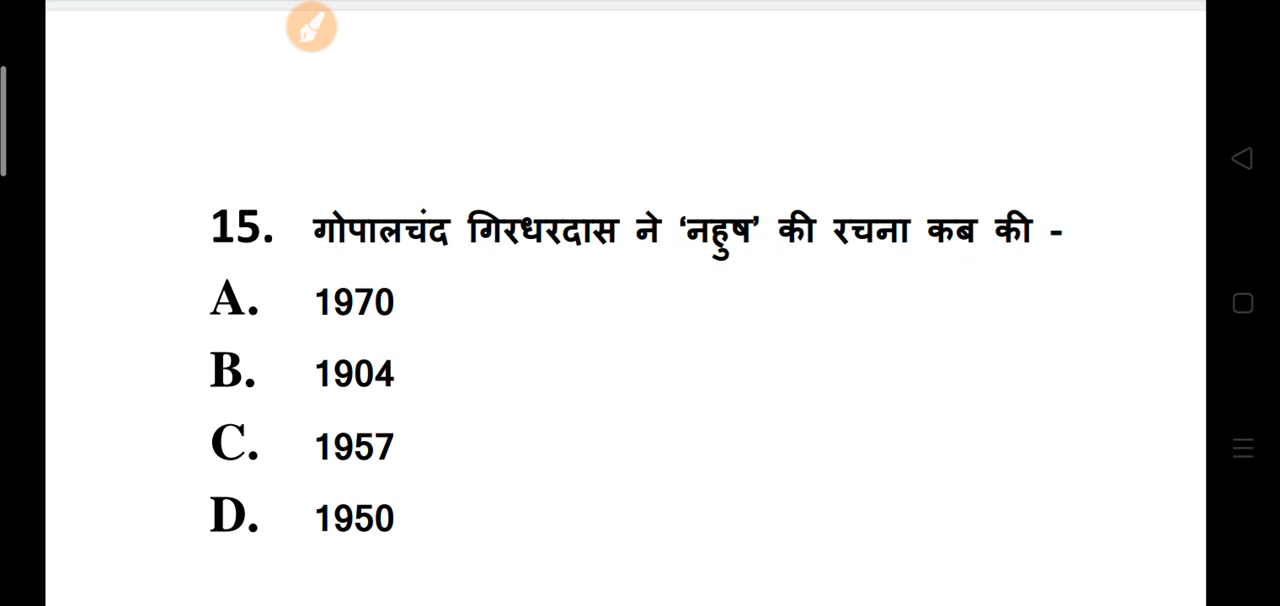 15. गोपालचंद गिरधरदास ने ‘नहुष’ की रचना कब की -
A. 1970
B. 1904
C. 1957
D. 1950